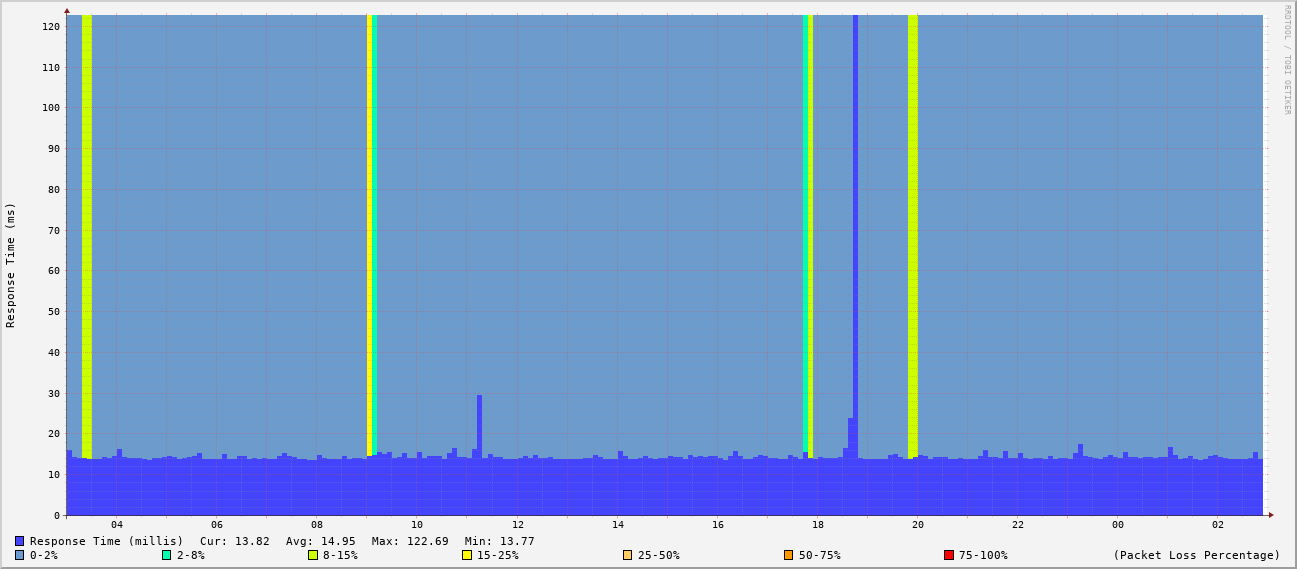 RRDTOOL / TOBI OETIKER
Response Time (ms)
120
110
100
90
80
70
60
50
40
30
20
10
0
04 06 08 10 12 14 16 18 20 22 00 02
Response Time (millis) Cur: 13.82 Avg: 14.95 Max: 122.69 Min: 13.77
0-2% 2-8% 8-15% 15-25% 25-50% 50-75% 75-100% (Packet Loss Percentage)